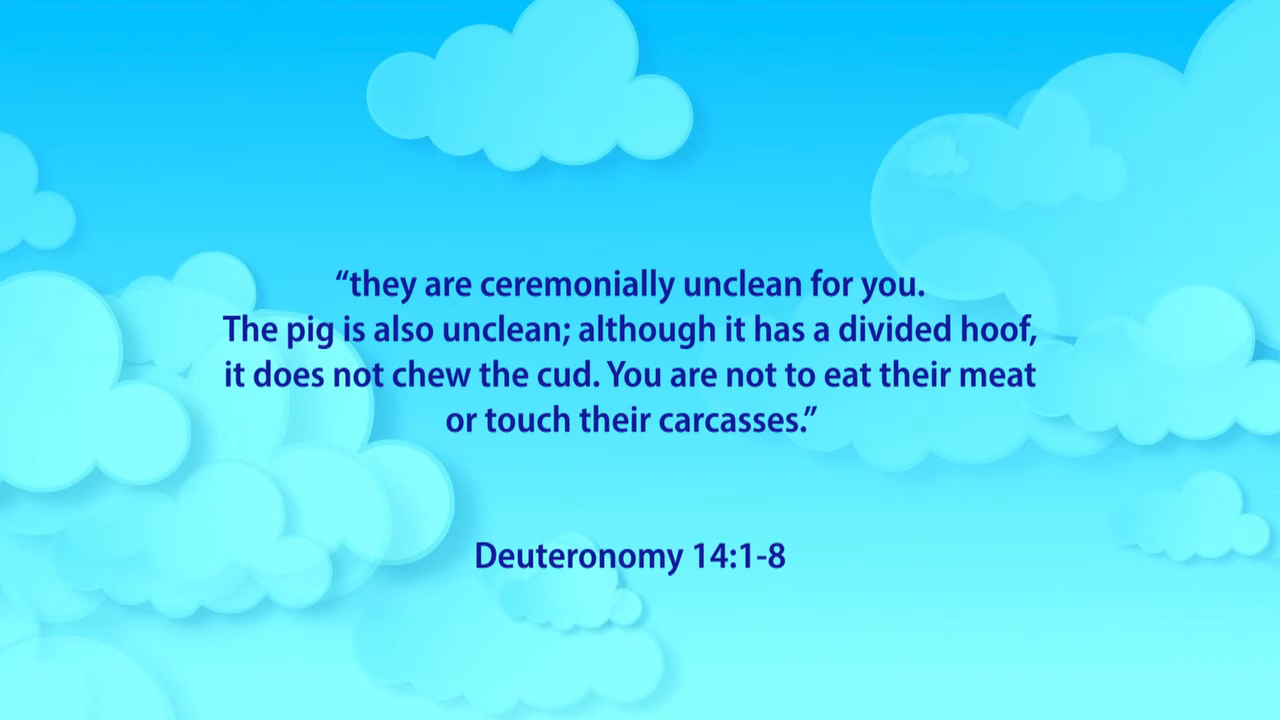 “they are ceremonially unclean for you.
The pig is also unclean; although it has a divided hoof,
it does not chew the cud. You are not to eat their meat
or touch their carcasses.”
Deuteronomy 14:1-8